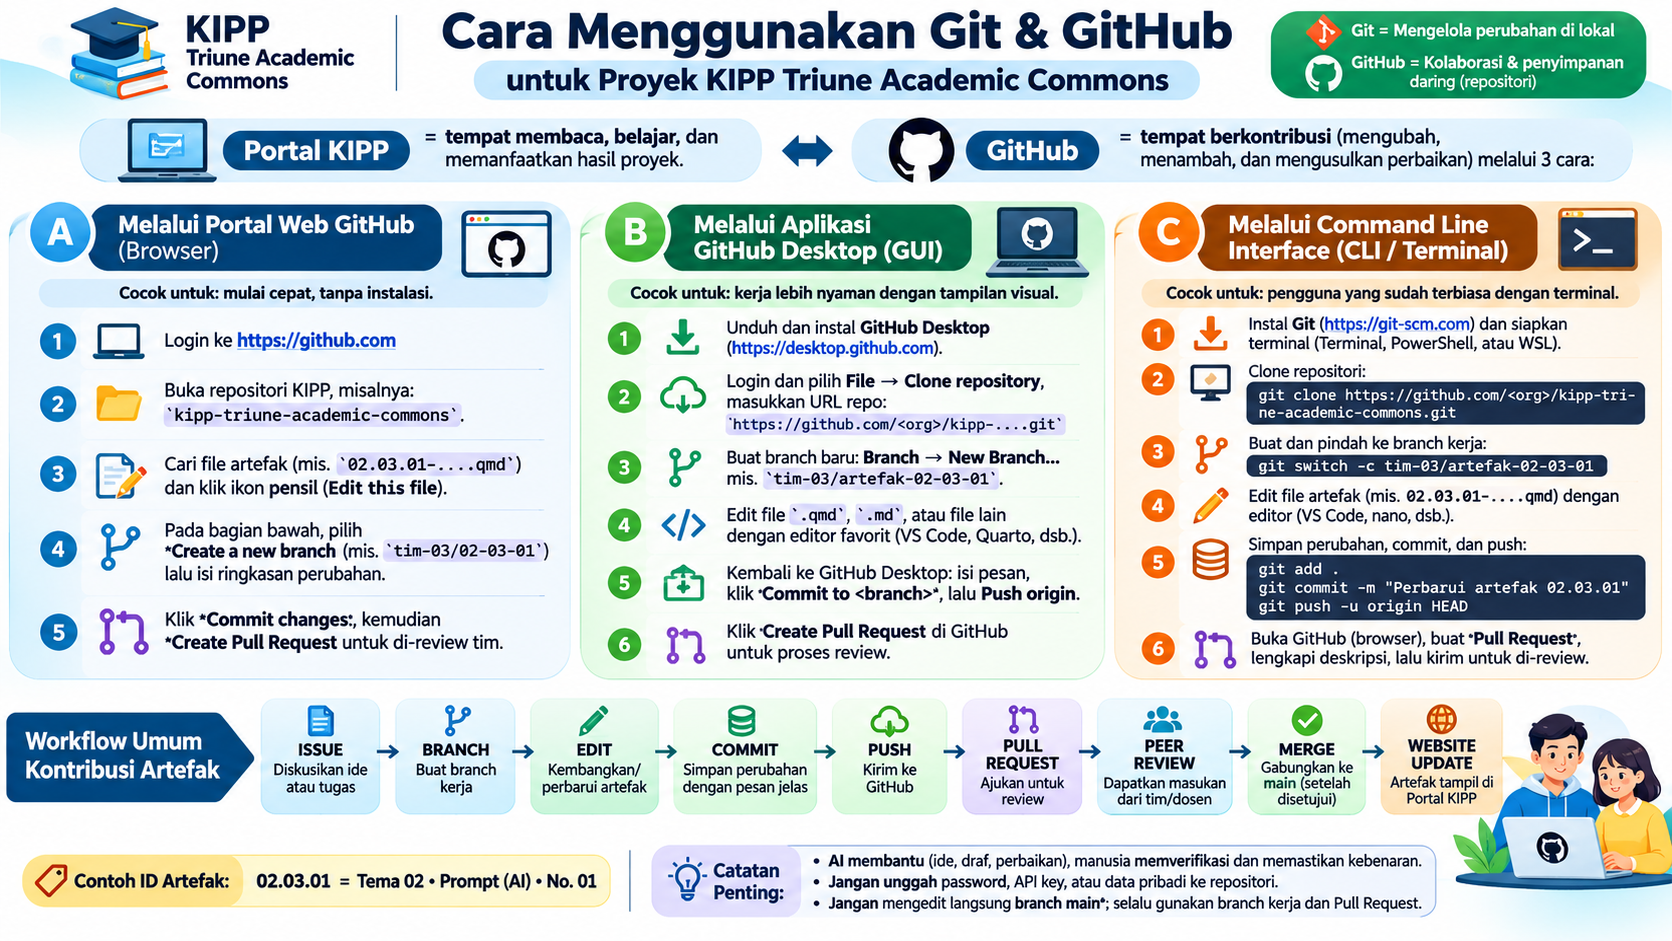 KIPP
Triune Academic
Commons
Cara Menggunakan Git & GitHub
untuk Proyek KIPP Triune Academic Commons
Git = Mengelola perubahan di lokal
GitHub = Kolaborasi & penyimpanan
daring (repositori)
Portal KIPP
= tempat membaca, belajar, dan
memanfaatkan hasil proyek.
GitHub
= tempat berkontribusi (mengubah,
menambah, dan mengusulkan perbaikan) melalui 3 cara:
A
Melalui Portal Web GitHub
(Browser)
Cocok untuk: mulai cepat, tanpa instalasi.
1
Login ke https://github.com
2
Buka repositori KIPP, misalnya:
`kipp-triune-academic-commons`.
3
Cari file artefak (mis. `02.03.01-....qmd`)
dan klik ikon pensil (Edit this file).
4
Pada bagian bawah, pilih
*Create a new branch (mis. `tim-03/02-03-01`)
lalu isi ringkasan perubahan.
5
Klik *Commit changes*, kemudian
*Create Pull Request untuk di-review tim.
B
Melalui Aplikasi
GitHub Desktop (GUI)
Cocok untuk: kerja lebih nyaman dengan tampilan visual.
1
Unduh dan instal GitHub Desktop
(https://desktop.github.com).
2
Login dan pilih File → Clone repository,
masukkan URL repo:
`https://github.com/<org>/kipp-....git`
3
Buat branch baru: Branch → New Branch...
mis. `tim-03/artefak-02-03-01`.
4
Edit file `.qmd`, `.md`, atau file lain
dengan editor favorit (VS Code, Quarto, dsb.).
5
Kembali ke GitHub Desktop: isi pesan,
klik *Commit to <branch>*, lalu Push origin.
6
Klik *Create Pull Request di GitHub
untuk proses review.
C
Melalui Command Line
Interface (CLI / Terminal)
>_
Cocok untuk: pengguna yang sudah terbiasa dengan terminal.
1
Instal Git (https://git-scm.com) dan siapkan
terminal (Terminal, PowerShell, atau WSL).
2
Clone repositori:
git clone https://github.com/<org>/kipp-tri-
ne-academic-commons.git
3
Buat dan pindah ke branch kerja:
git switch -c tim-03/artefak-02-03-01
4
Edit file artefak (mis. 02.03.01-....qmd) dengan
editor (VS Code, nano, dsb.).
5
Simpan perubahan, commit, dan push:
git add .
git commit -m "Perbarui artefak 02.03.01"
git push -u origin HEAD
6
Buka GitHub (browser), buat *Pull Request*,
lengkapi deskripsi, lalu kirim untuk di-review.
Workflow Umum
Kontribusi Artefak
ISSUE
Diskusikan ide
atau tugas
BRANCH
Buat branch
kerja
EDIT
Kembangkan/
perbarui artefak
COMMIT
Simpan perubahan
dengan pesan jelas
PUSH
Kirim ke
GitHub
PULL
REQUEST
Ajukan untuk
review
PEER
REVIEW
Dapatkan masukan
dari tim/dosen
MERGE
Gabungkan ke
main (setelah
disetujui)
WEBSITE
UPDATE
Artefak tampil di
Portal KIPP
Contoh ID Artefak:
02.03.01 = Tema 02 • Prompt (AI) • No. 01
Catatan
Penting:
• AI membantu (ide, draf, perbaikan), manusia memverifikasi dan memastikan kebenaran.
• Jangan unggah password, API key, atau data pribadi ke repositori.
• Jangan mengedit langsung branch main*; selalu gunakan branch kerja dan Pull Request.